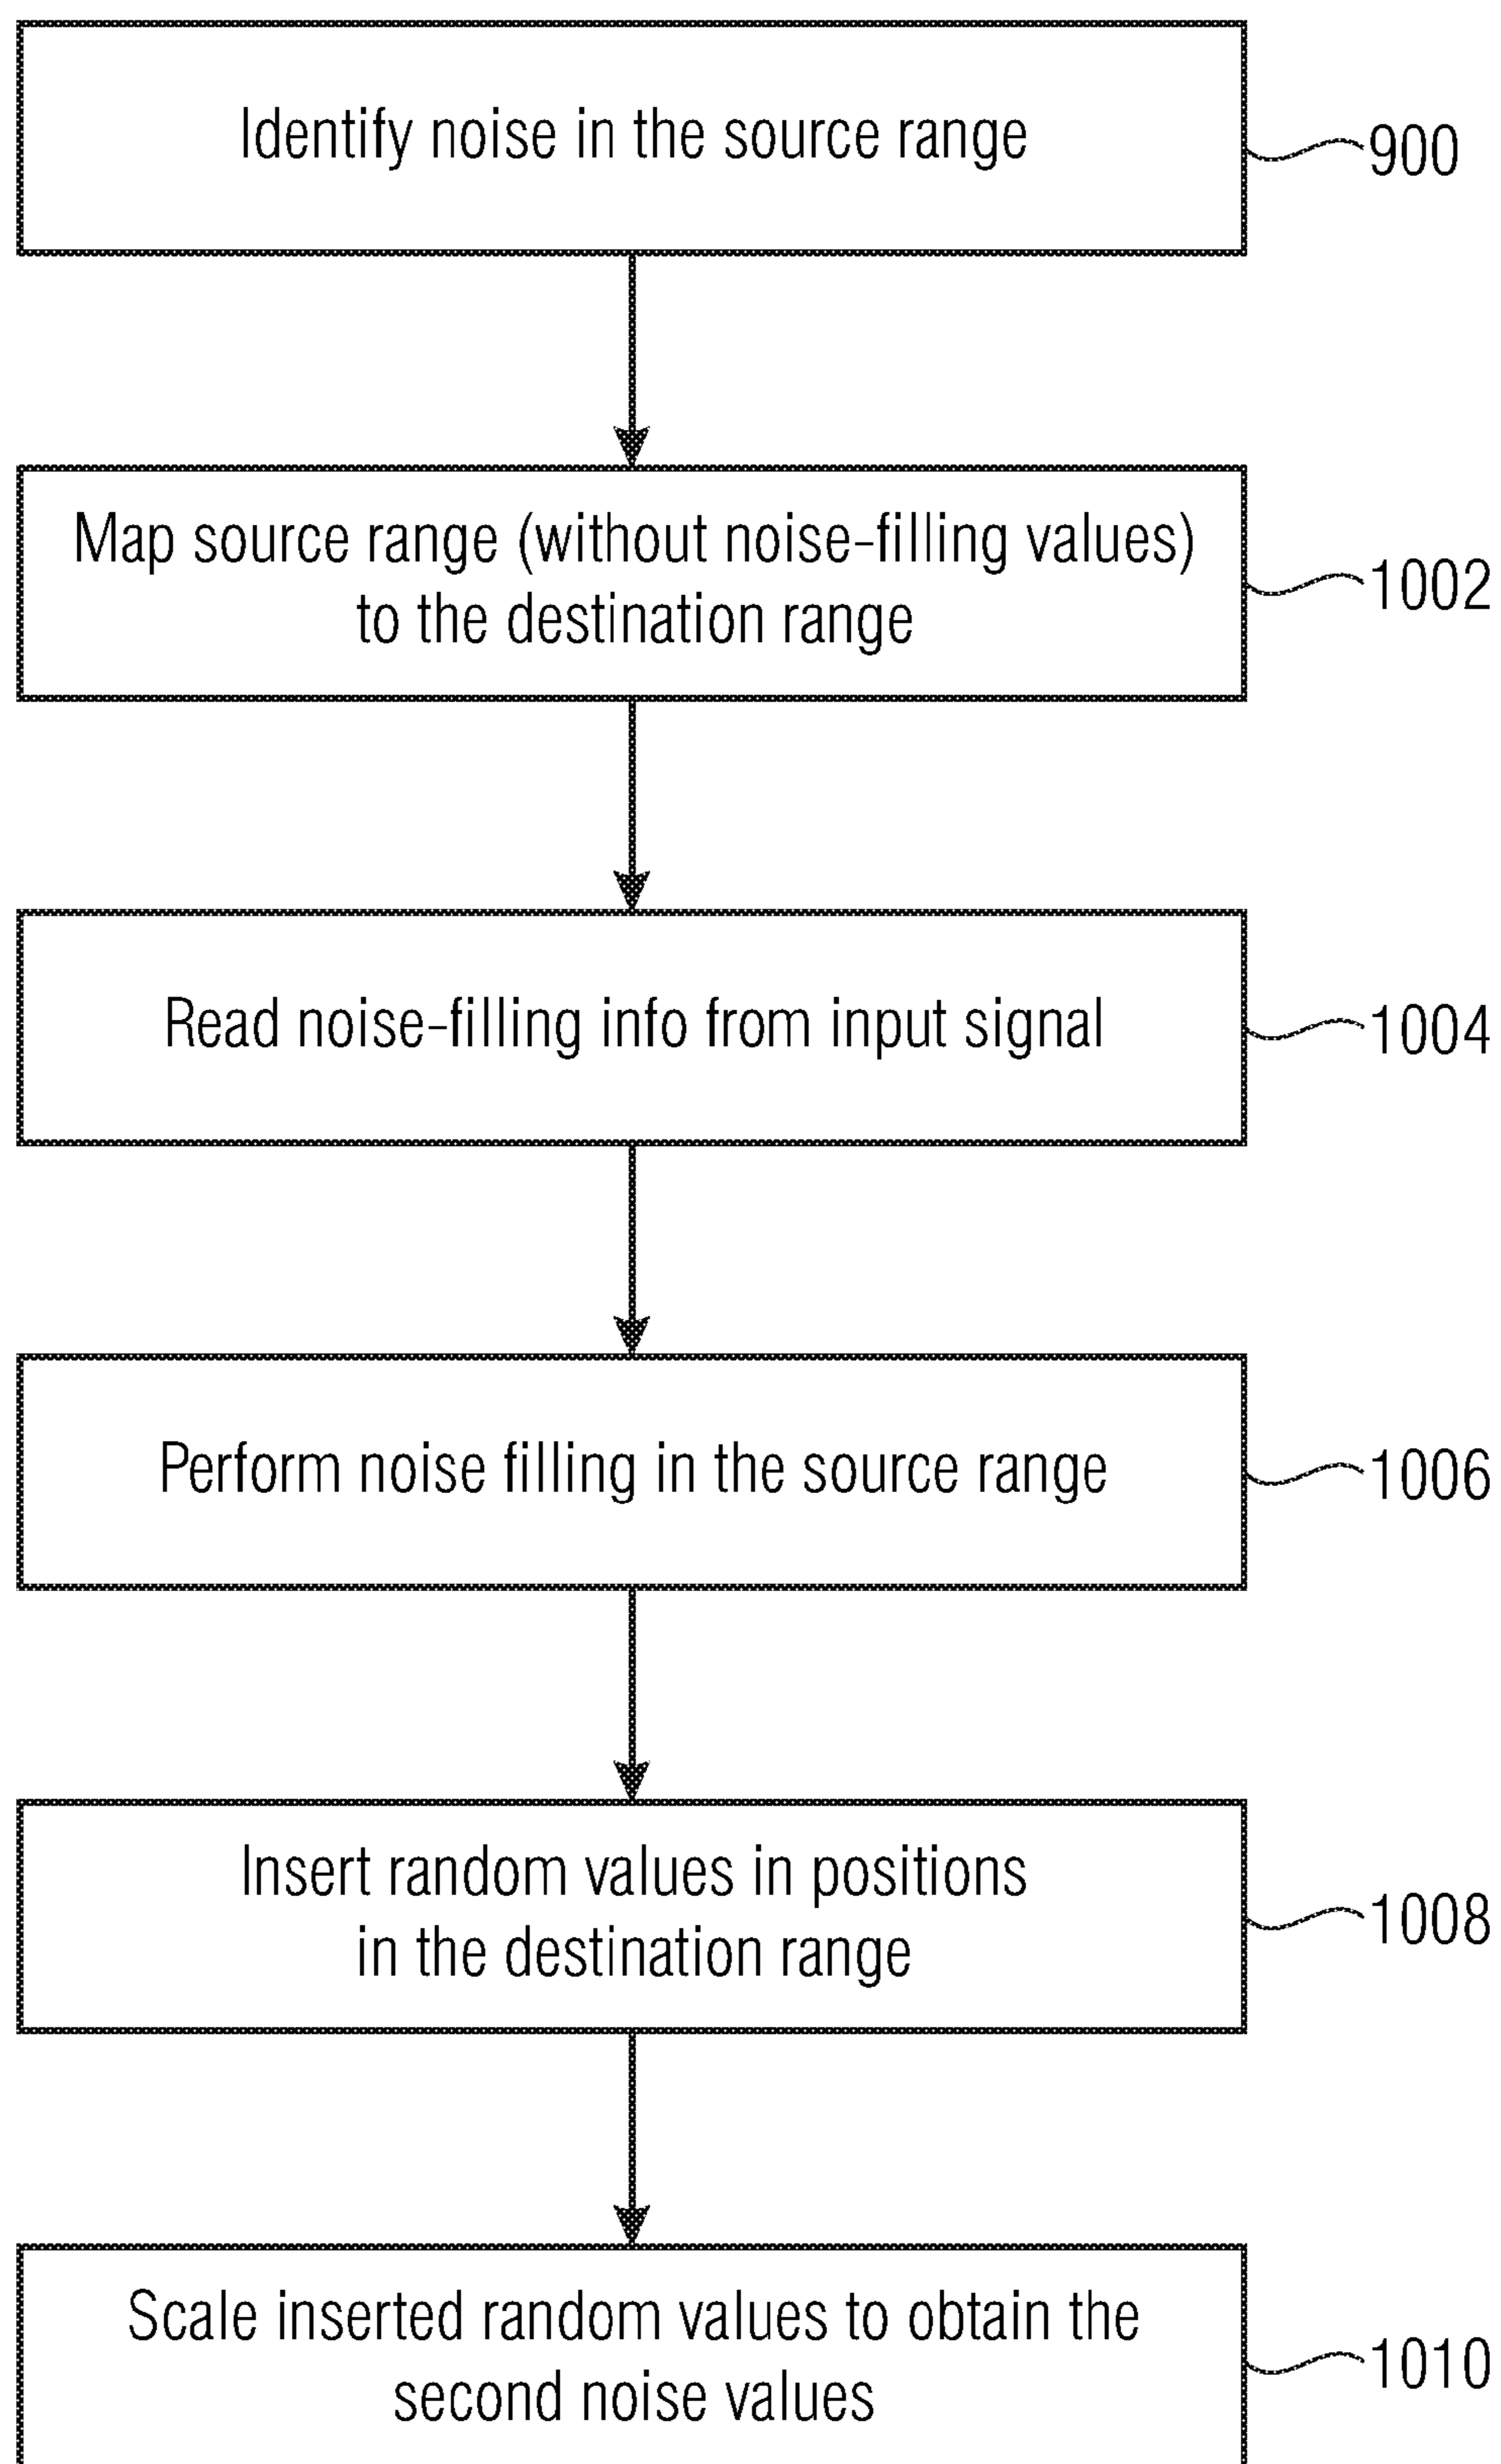 Identify noise in the source range
900
Map source range (without noise-filling values)
to the destination range
1002
Read noise-filling info from input signal
1004
Perform noise filling in the source range
1006
Insert random values in positions
in the destination range
1008
Scale inserted random values to obtain the
second noise values
1010